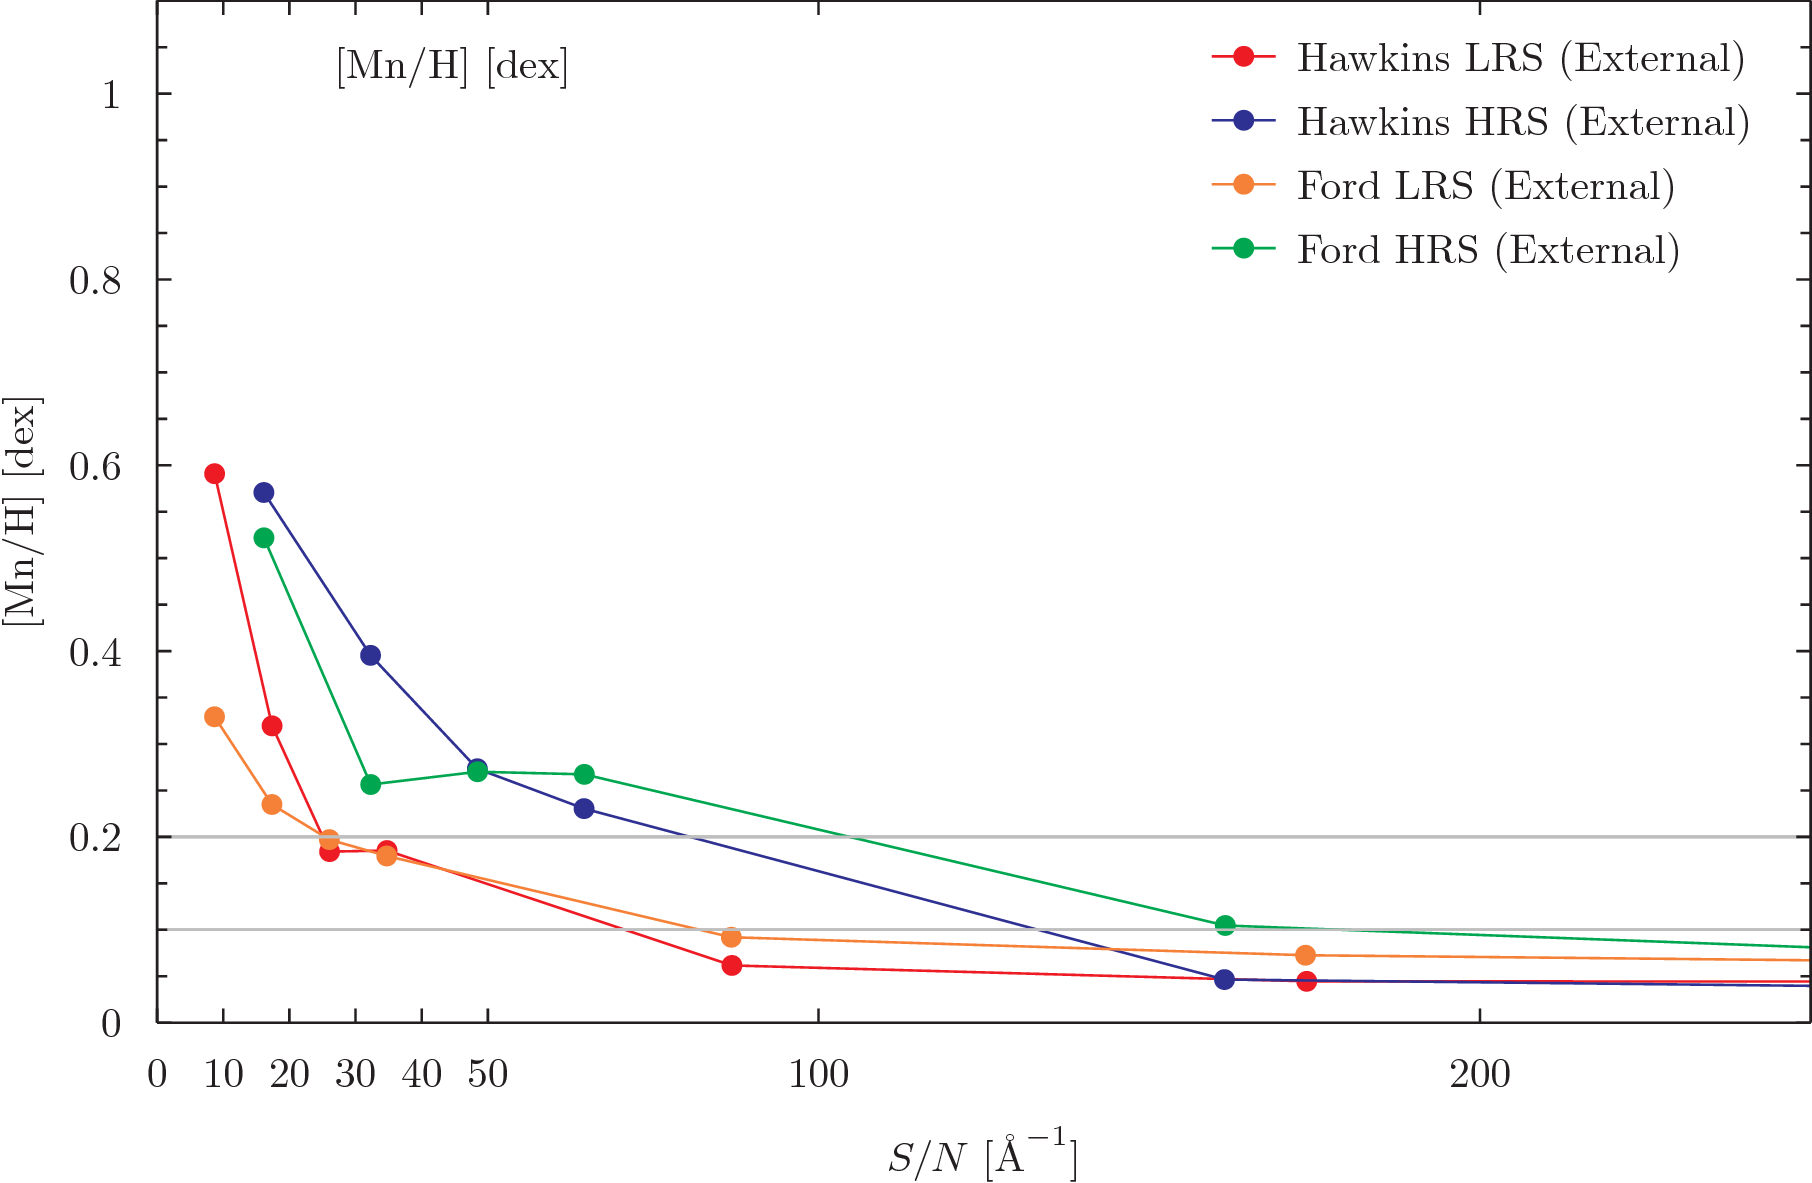 [Mn/H] [dex]
Hawkins LRS (External)
Hawkins HRS (External)
Ford LRS (External)
Ford HRS (External)
[Mn/H] [dex]
1
0.8
0.6
0.4
0.2
0
0 10 20 30 40 50 100 200
S/N [Å⁻¹]